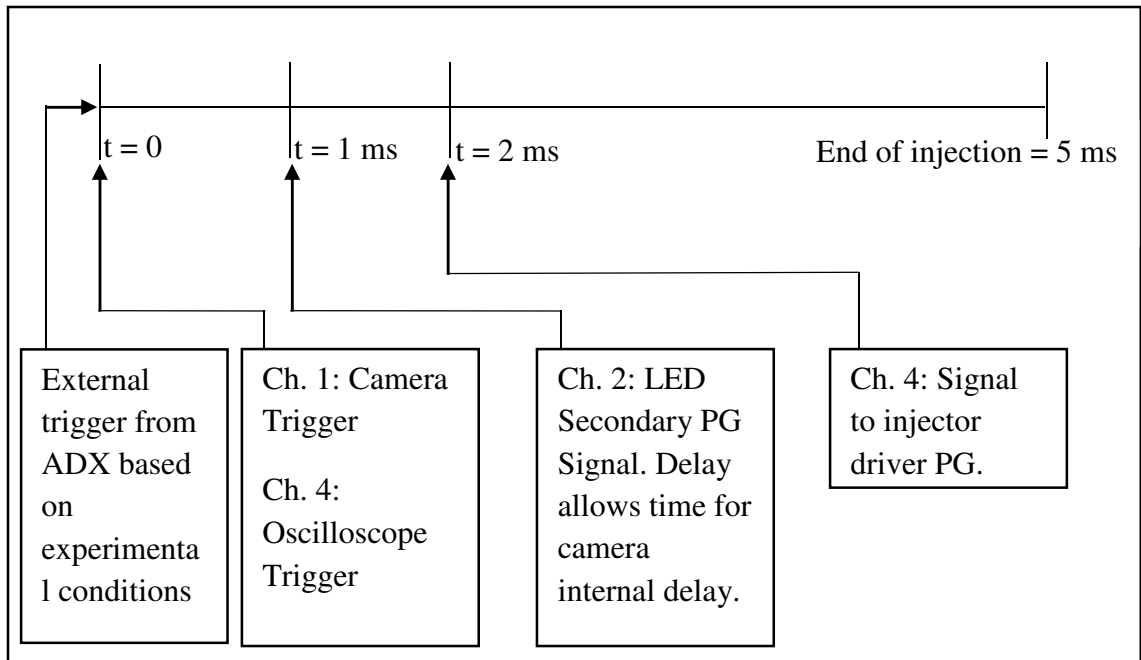 t = 0
t = 1 ms
t = 2 ms
End of injection = 5 ms
External
trigger from
ADX based
on
experimenta
l conditions
Ch. 1: Camera
Trigger
Ch. 4:
Oscilloscope
Trigger
Ch. 2: LED
Secondary PG
Signal. Delay
allows time for
camera
internal delay.
Ch. 4: Signal
to injector
driver PG.